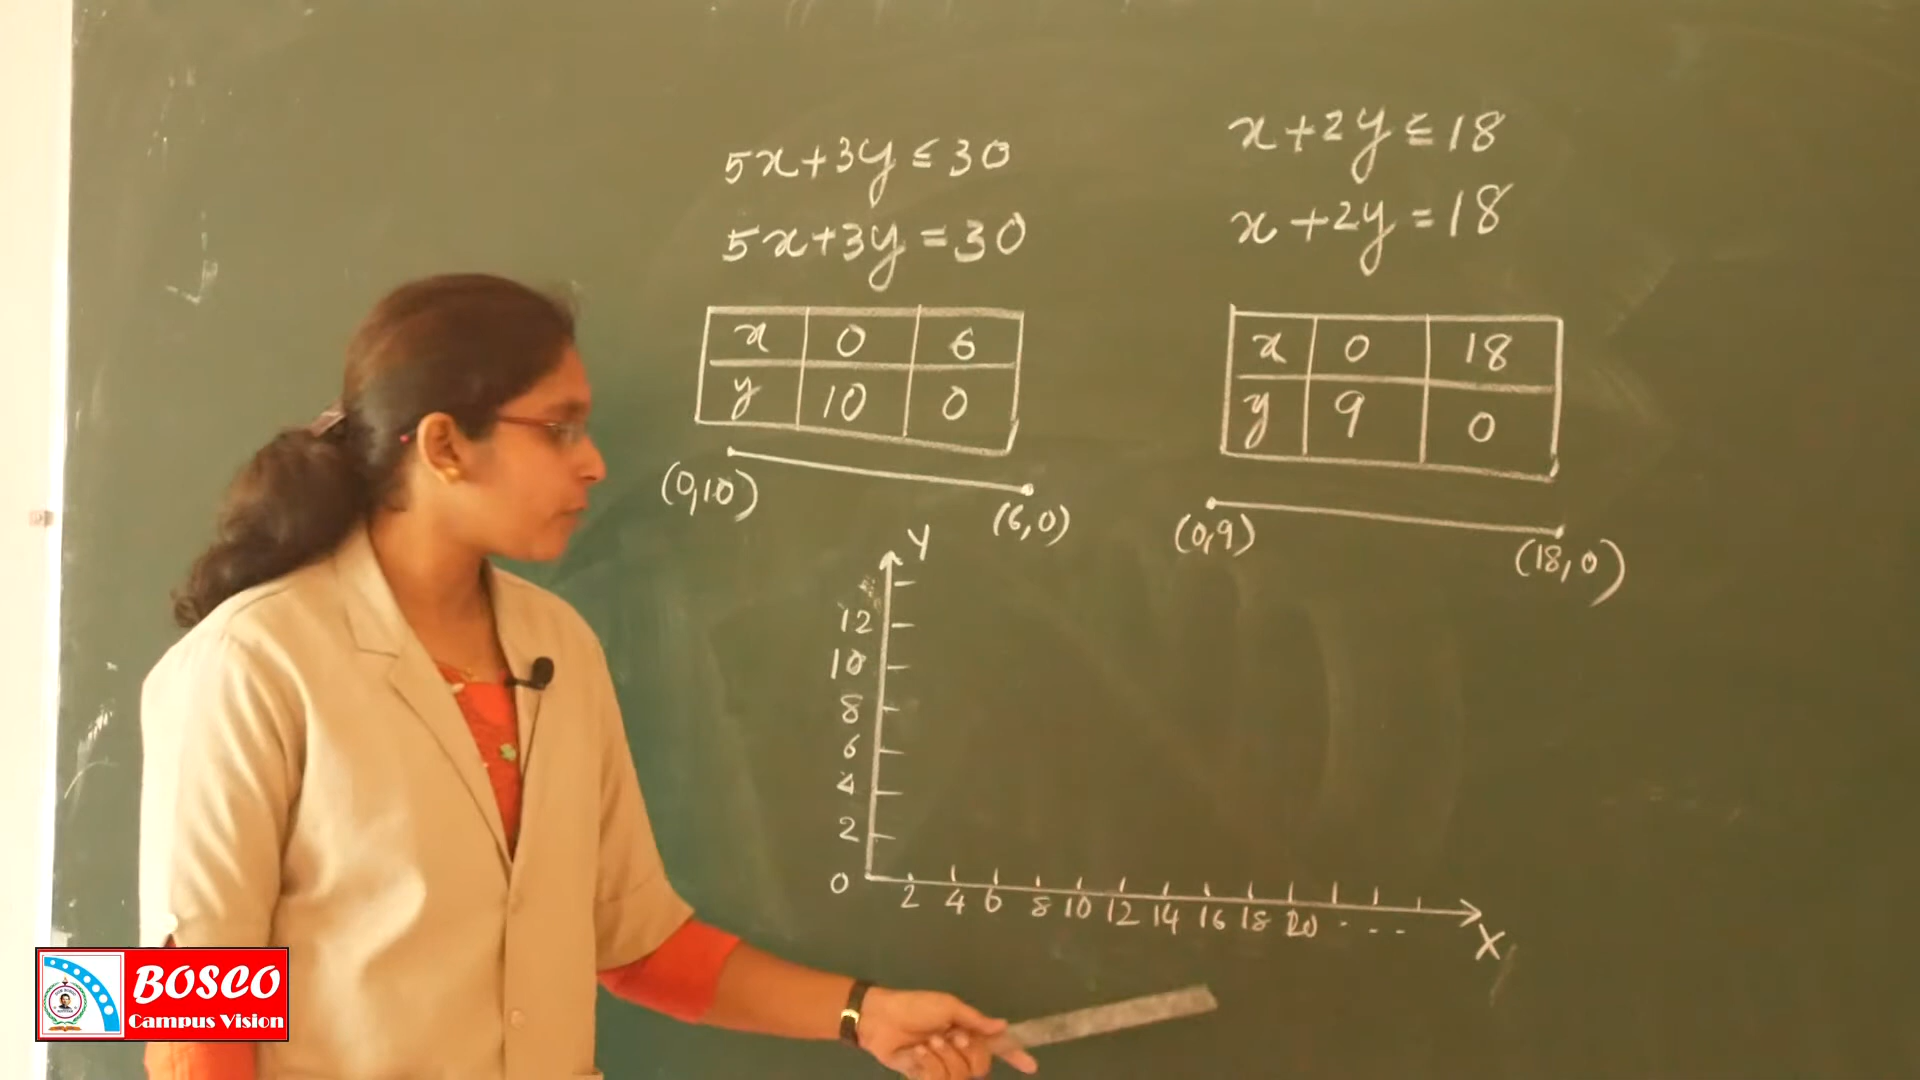 5x+3y ≤ 30
5x+3y = 30
x 0 6
y 10 0
(0,10)
(6,0)
x+2y ≤ 18
x+2y = 18
x 0 18
y 9 0
(0,9)
(18,0)
Y
12
10
8
6
4
2
0
2 4 6 8 10 12 14 16 18 20 . - - -
X
BOSCO
Campus Vision